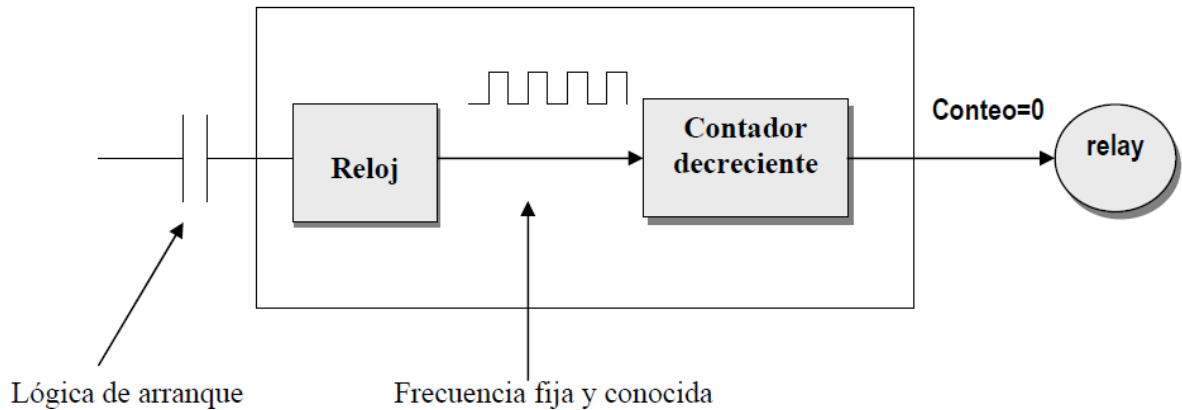 Reloj
Contador
decreciente
Conteo=0
relay
Lógica de arranque
Frecuencia fija y conocida